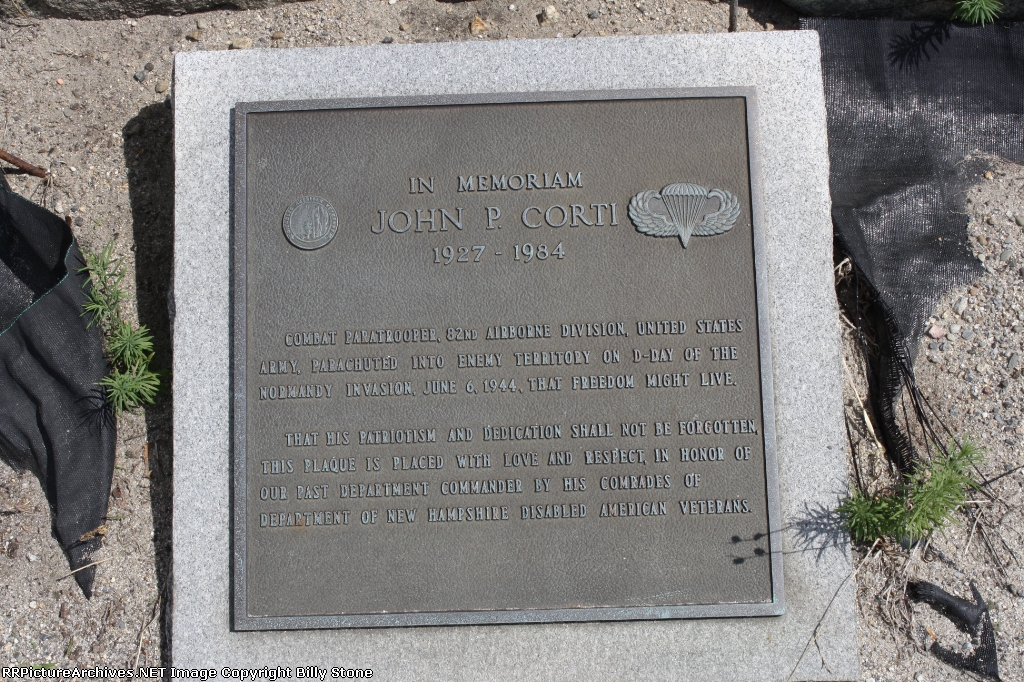 IN MEMORIAM
JOHN P. CORTI
1927 - 1984
COMBAT PARATROOPER, 82ND AIRBORNE DIVISION, UNITED STATES
ARMY, PARACHUTED INTO ENEMY TERRITORY ON D-DAY OF THE
NORMANDY INVASION, JUNE 6, 1944, THAT FREEDOM MIGHT LIVE.
THAT HIS PATRIOTISM AND DEDICATION SHALL NOT BE FORGOTTEN,
THIS PLAQUE IS PLACED WITH LOVE AND RESPECT, IN HONOR OF
OUR PAST DEPARTMENT COMMANDER BY HIS COMRADES OF
DEPARTMENT OF NEW HAMPSHIRE DISABLED AMERICAN VETERANS.
RRPictureArchives.NET Image Copyright Billy Stone